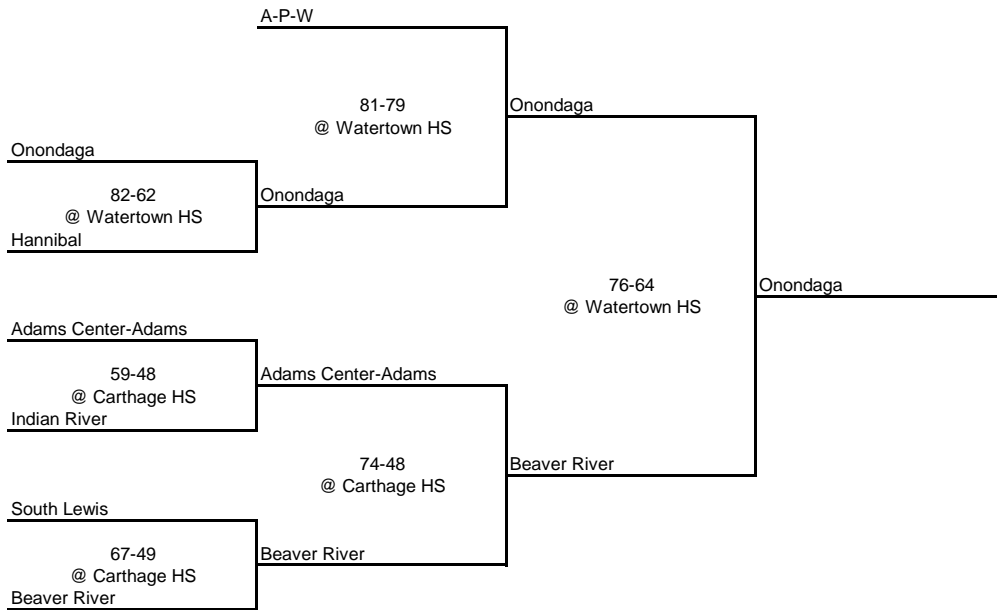 A-P-W
81-79
@ Watertown HS
Onondaga
Onondaga
82-62
@ Watertown HS
Onondaga
Hannibal
76-64
@ Watertown HS
Onondaga
Adams Center-Adams
59-48
@ Carthage HS
Adams Center-Adams
Indian River
74-48
@ Carthage HS
Beaver River
South Lewis
67-49
@ Carthage HS
Beaver River
Beaver River